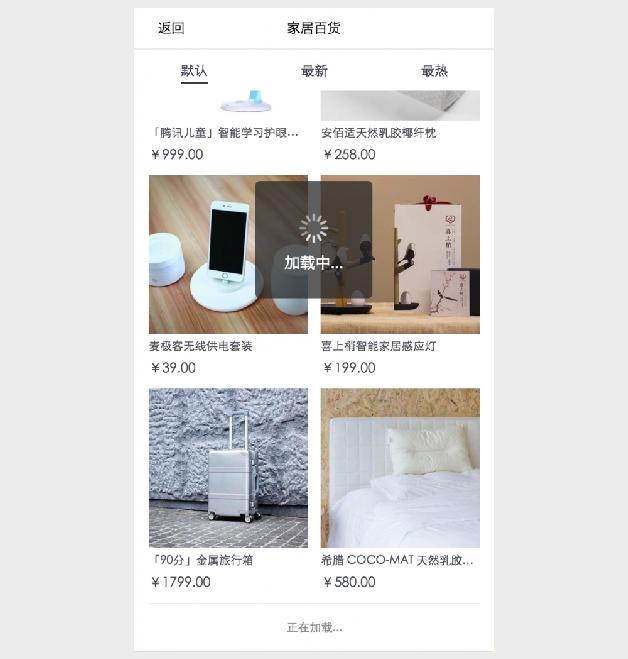 返回
家居百货
默认
最新
最热
「腾讯儿童」智能学习护眼...
安佰适天然乳胶椰纤枕
￥999.00
￥258.00
加载中...
喜上梢
麦极客无线供电套装
喜上梢智能家居感应灯
￥39.00
￥199.00
「90分」金属旅行箱
希腊 COCO-MAT 天然乳胶...
￥1799.00
￥580.00
正在加载...